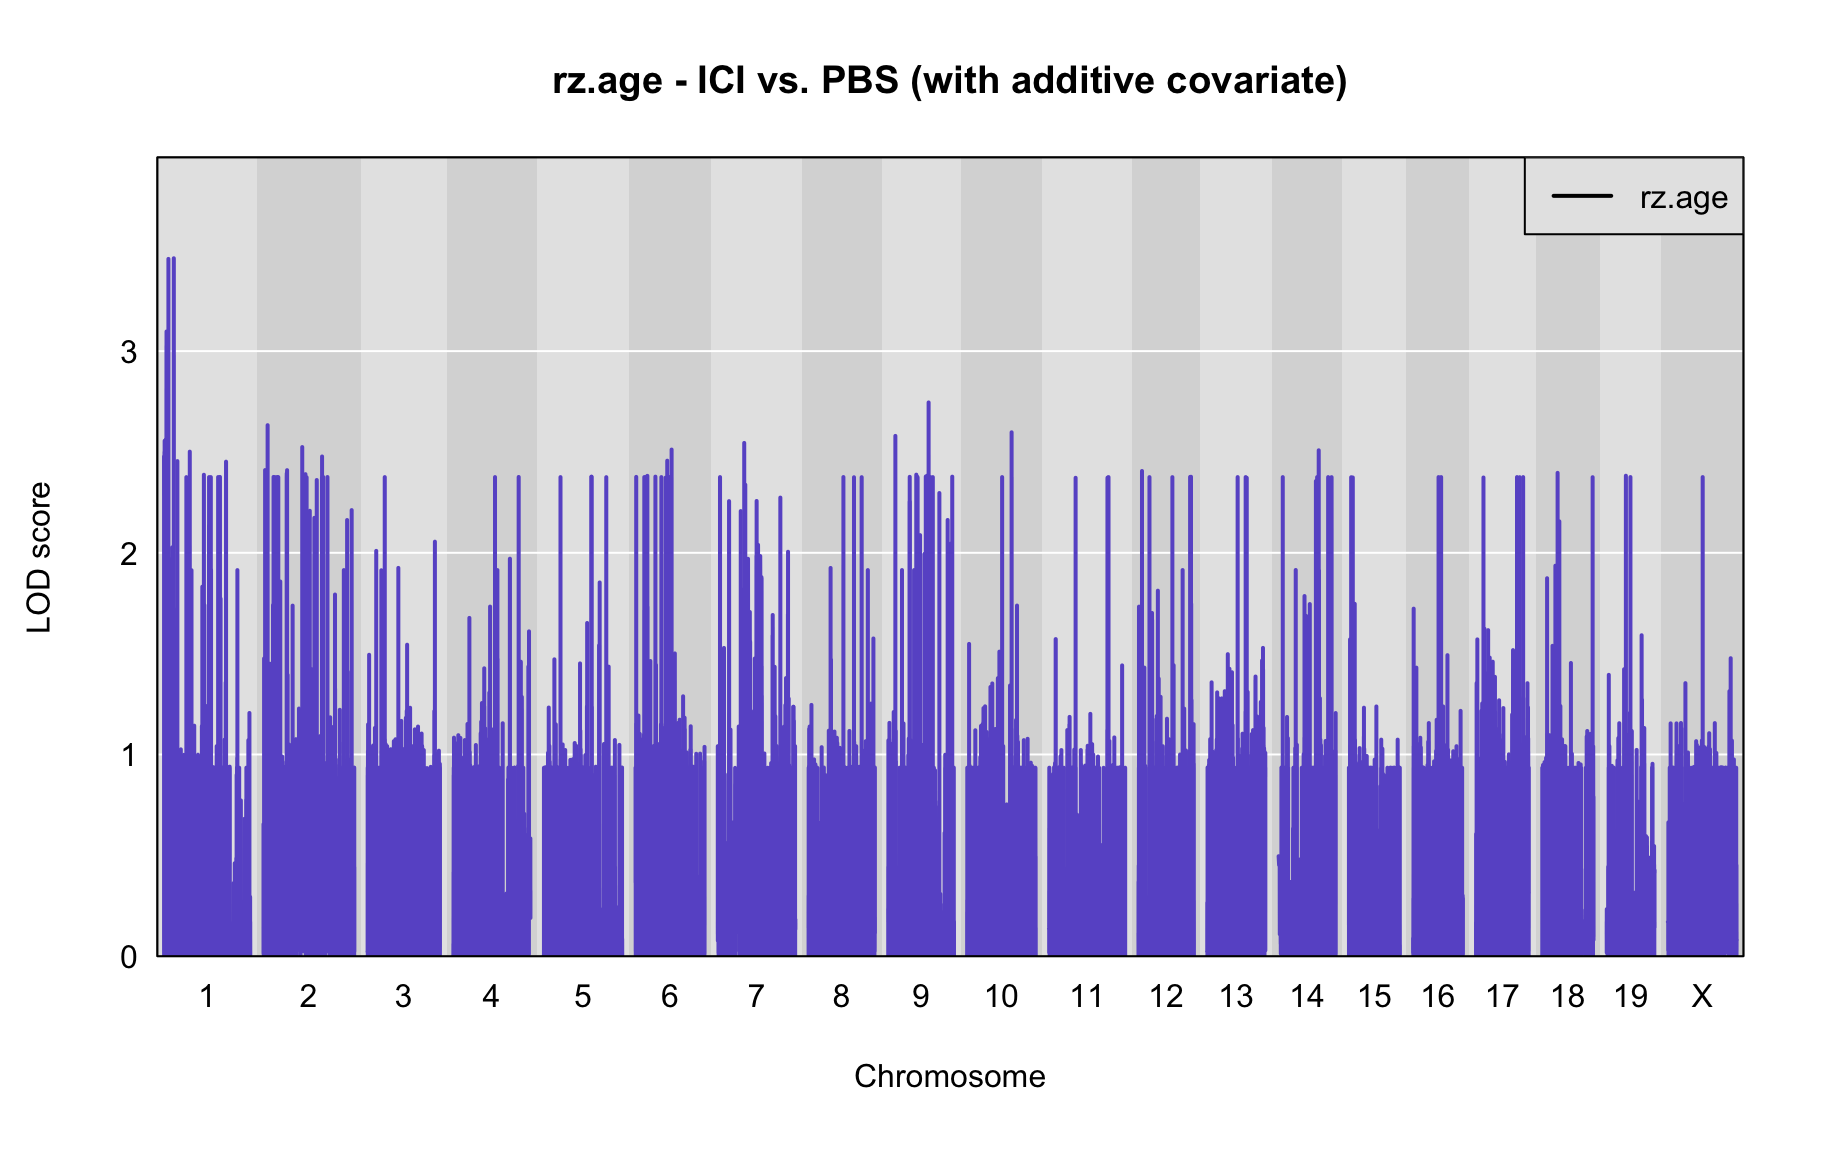 rz.age - ICI vs. PBS (with additive covariate)
rz.age
LOD score
3
2
1
0
1 2 3 4 5 6 7 8 9 10 11 12 13 14 15 16 17 18 19 X
Chromosome